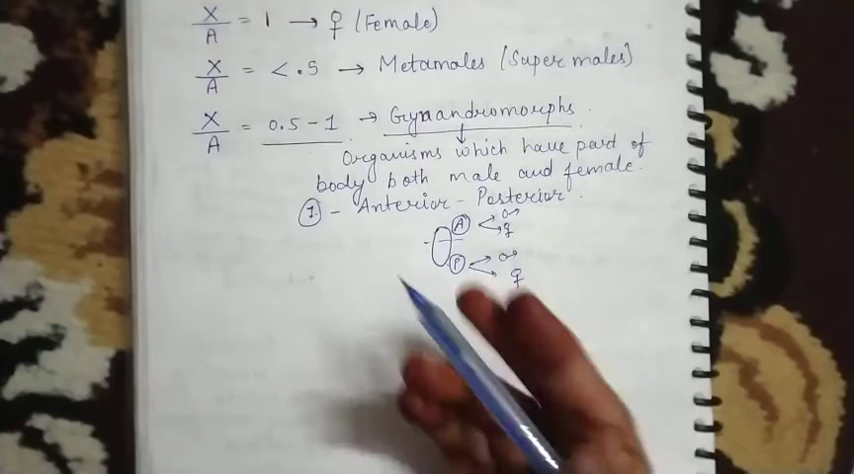 X/A = 1 → ♀ (Female)
X/A = < .5 → Metamales (Super males)
X/A = 0.5 - 1 → Gynandromorphs.
Organisms which have part of
body both male and female.
1. - Anterior - Posterior.
A ♂ ♀
P ♂ ♀